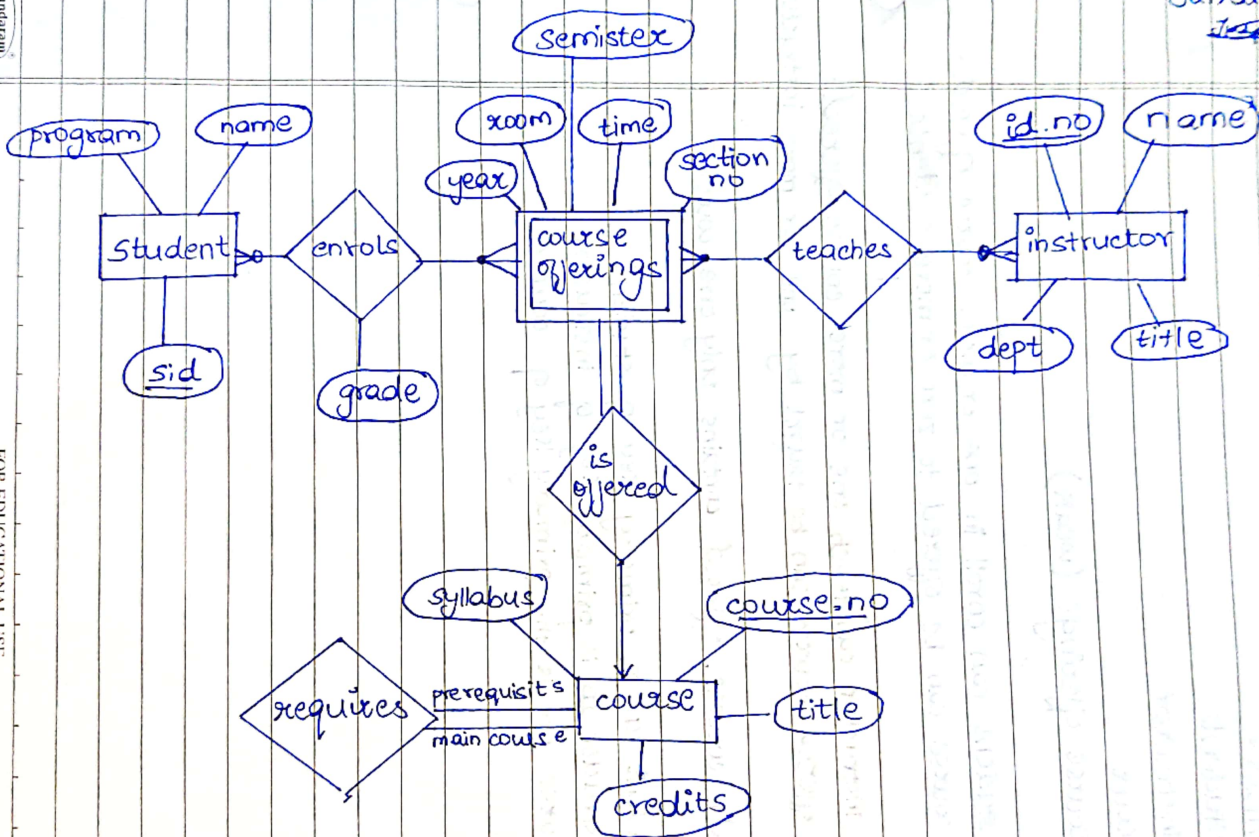 semister
program
name
room
time
year
section
no
id.no
name
Student
enrols
course
offerings
teaches
instructor
sid
grade
dept
title
is
offered
syllabus
course.no
requires
prerequisits
main course
course
title
credits